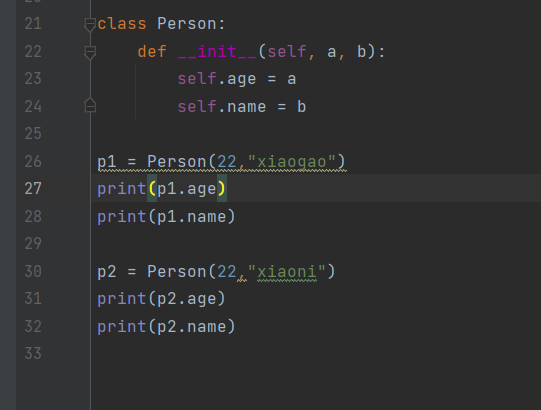 21 class Person:
22 def __init__(self, a, b):
23 self.age = a
24 self.name = b
25
26 p1 = Person(22,"xiaogao")
27 print(p1.age)
28 print(p1.name)
29
30 p2 = Person(22,"xiaoni")
31 print(p2.age)
32 print(p2.name)
33